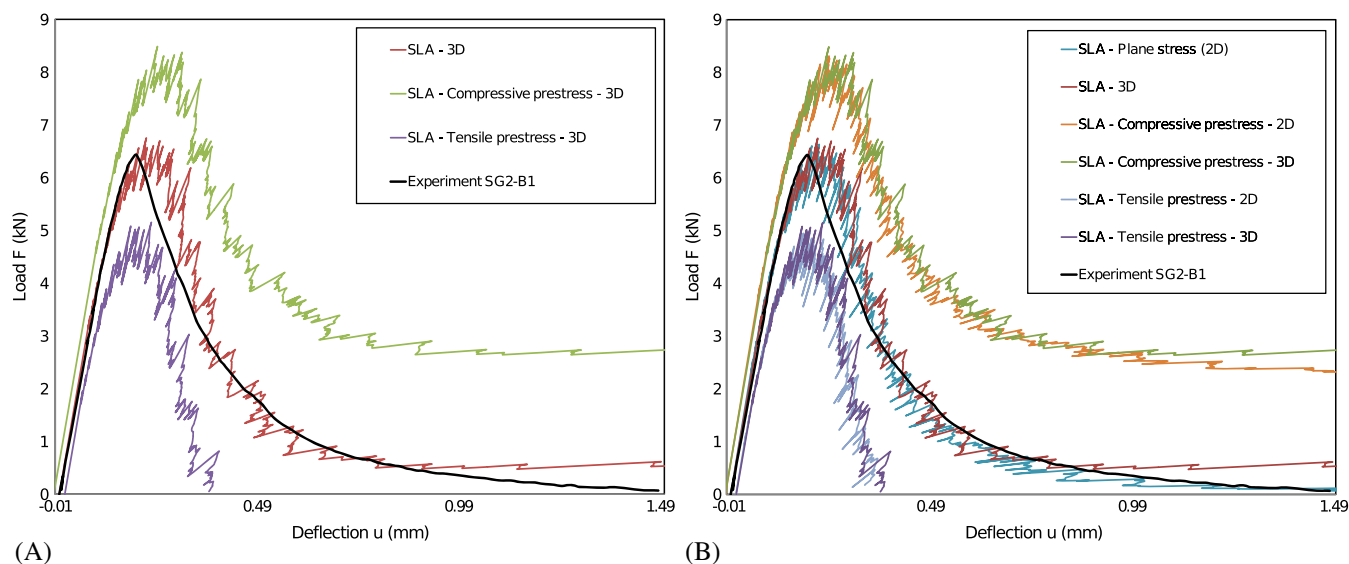 9
8
7
6
5
4
3
2
1
0
Load F (kN)
-0.01
0.49
0.99
1.49
Deflection u (mm)
SLA - 3D
SLA - Compressive prestress - 3D
SLA - Tensile prestress - 3D
Experiment SG2-B1
(A)
9
8
7
6
5
4
3
2
1
0
Load F (kN)
-0.01
0.49
0.99
1.49
Deflection u (mm)
SLA - Plane stress (2D)
SLA - 3D
SLA - Compressive prestress - 2D
SLA - Compressive prestress - 3D
SLA - Tensile prestress - 2D
SLA - Tensile prestress - 3D
Experiment SG2-B1
(B)